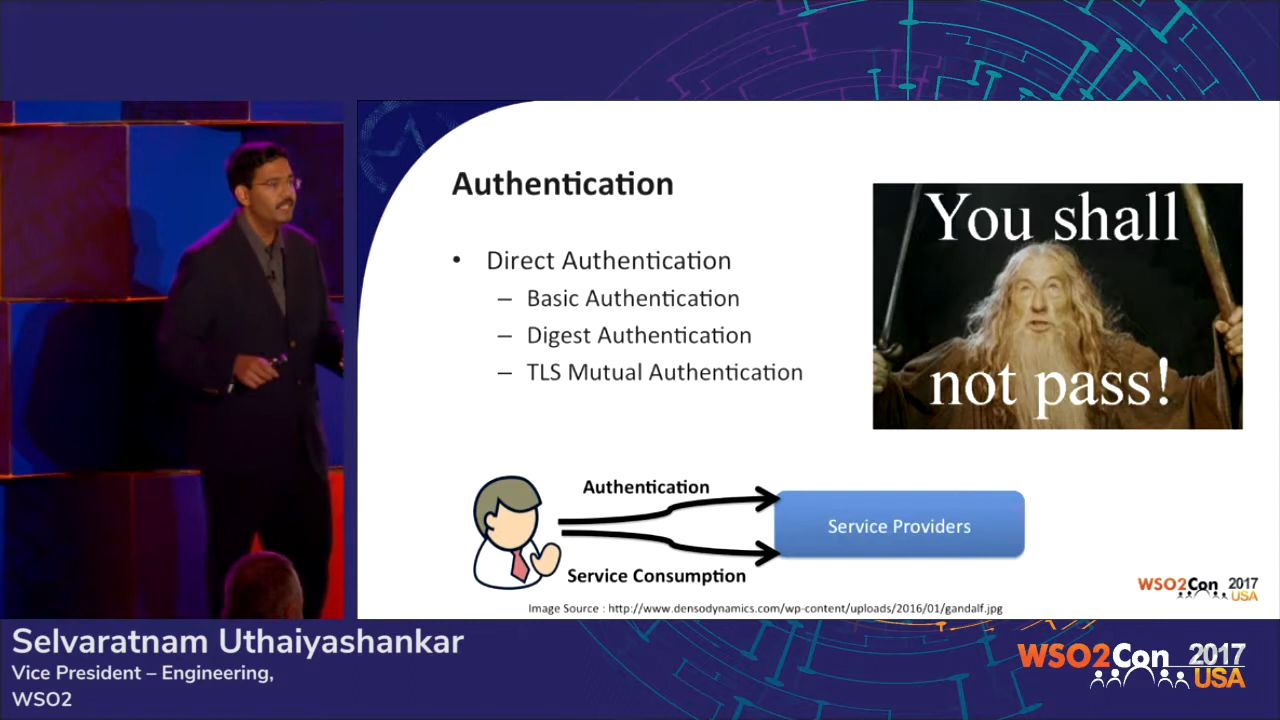 Authentication
• Direct Authentication
– Basic Authentication
– Digest Authentication
– TLS Mutual Authentication
You shall
not pass!
Authentication
Service Providers
Service Consumption
WSO2Con 2017
USA
Image Source : http://www.densodynamics.com/wp-content/uploads/2016/01/gandalf.jpg
Selvaratnam Uthaiyashankar
Vice President – Engineering,
WSO2
WSO2Con 2017
USA